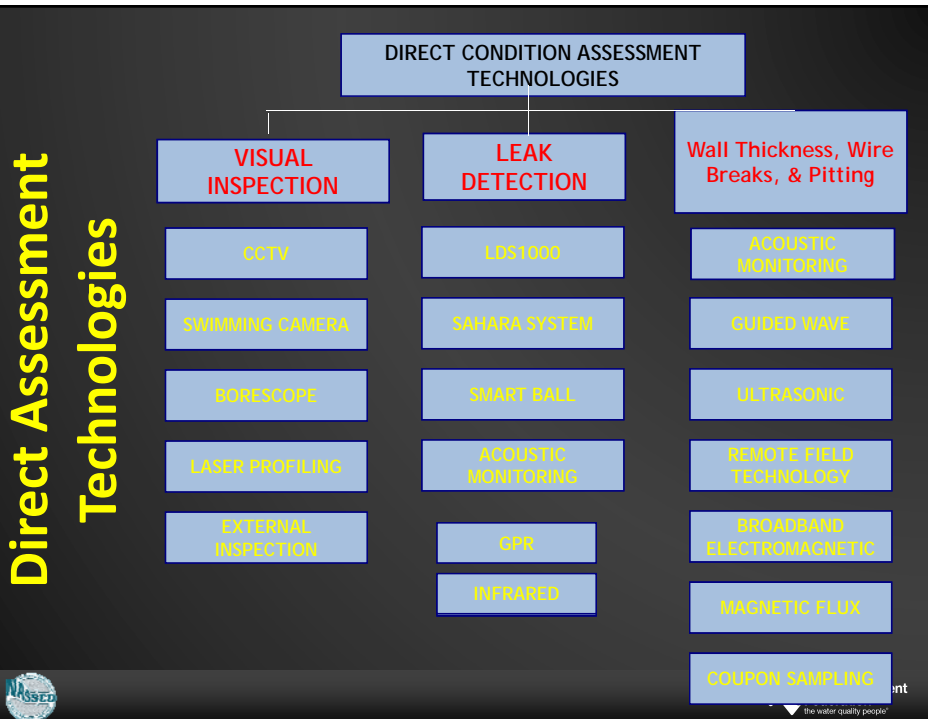 Direct Assessment
Technologies
DIRECT CONDITION ASSESSMENT
TECHNOLOGIES
VISUAL
INSPECTION
CCTV
SWIMMING CAMERA
BORESCOPE
LASER PROFILING
EXTERNAL
INSPECTION
LEAK
DETECTION
LDS1000
SAHARA SYSTEM
SMART BALL
ACOUSTIC
MONITORING
GPR
INFRARED
Wall Thickness, Wire
Breaks, & Pitting
ACOUSTIC
MONITORING
GUIDED WAVE
ULTRASONIC
REMOTE FIELD
TECHNOLOGY
BROADBAND
ELECTROMAGNETIC
MAGNETIC FLUX
COUPON SAMPLING
NASSCO
ent
the water quality people